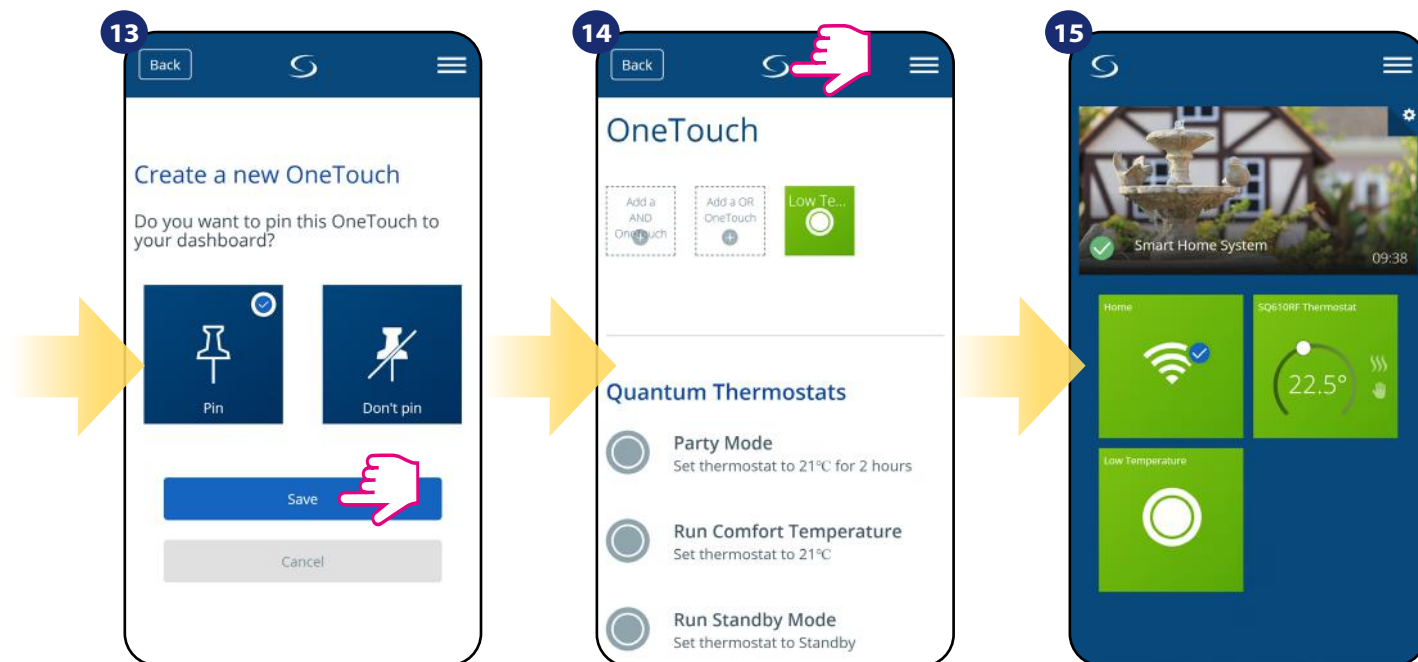 13
Back
Create a new OneTouch
Do you want to pin this OneTouch to
your dashboard?
Pin
Don't pin
Save
Cancel
14
Back
OneTouch
Add a
AND
OneTouch
Add a OR
OneTouch
Low Te...
Quantum Thermostats
Party Mode
Set thermostat to 21℃ for 2 hours
Run Comfort Temperature
Set thermostat to 21℃
Run Standby Mode
Set thermostat to Standby
15
Smart Home System
09:38
Home
SQ610RF Thermostat
22.5°
Low Temperature